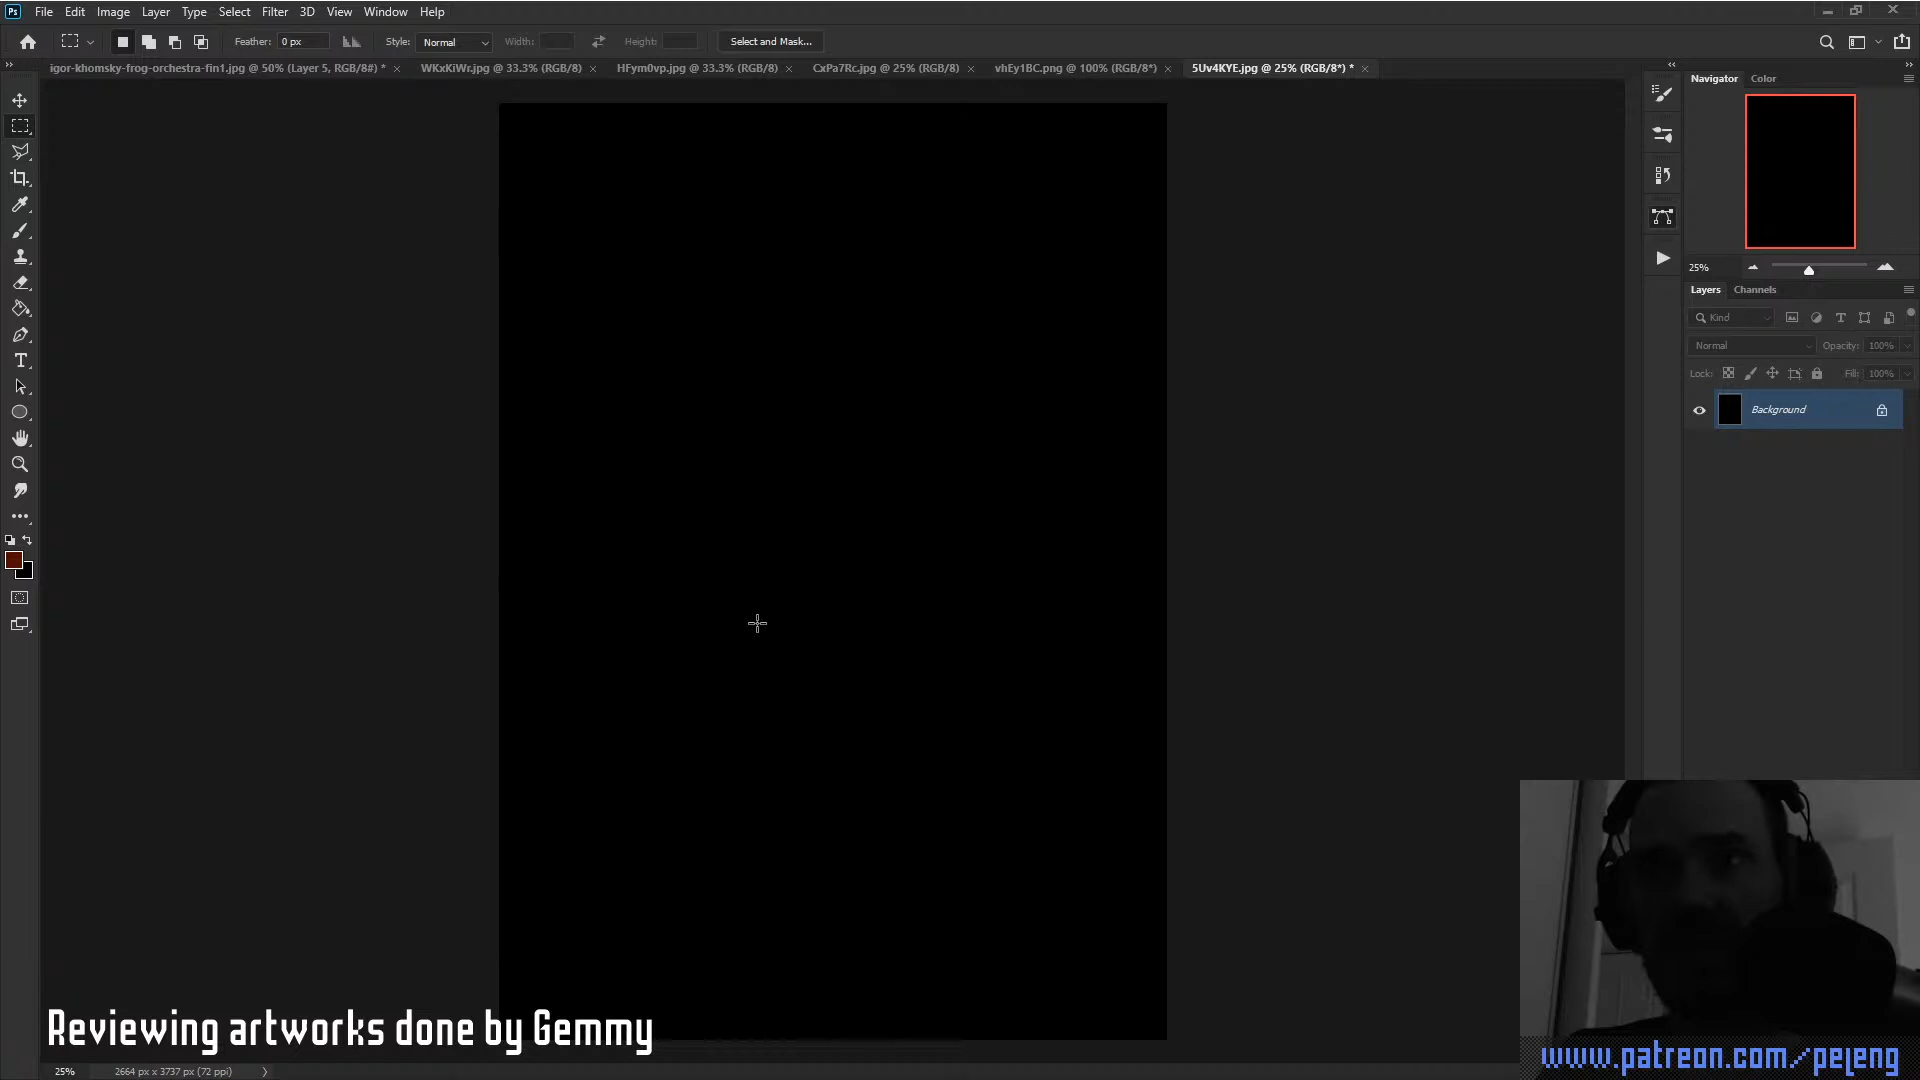 Ps File Edit Image Layer Type Select Filter 3D View Window Help
Feather: 0 px Style: Normal Width: Height: Select and Mask...
igor-khomsky-frog-orchestra-fin1.jpg @ 50% (Layer 5, RGB/8#) * WKxKiWr.jpg @ 33.3% (RGB/8) HFym0vp.jpg @ 33.3% (RGB/8) CxPa7Rc.jpg @ 25% (RGB/8) vhEy1BC.png @ 100% (RGB/8*) 5Uv4KYE.jpg @ 25% (RGB/8*) *
Navigator Color
25%
Layers Channels
Kind
Normal Opacity: 100%
Lock: Fill: 100%
Background
Reviewing artworks done by Gemmy
www.patreon.com/peleng
25% 2664 px x 3737 px (72 ppi)